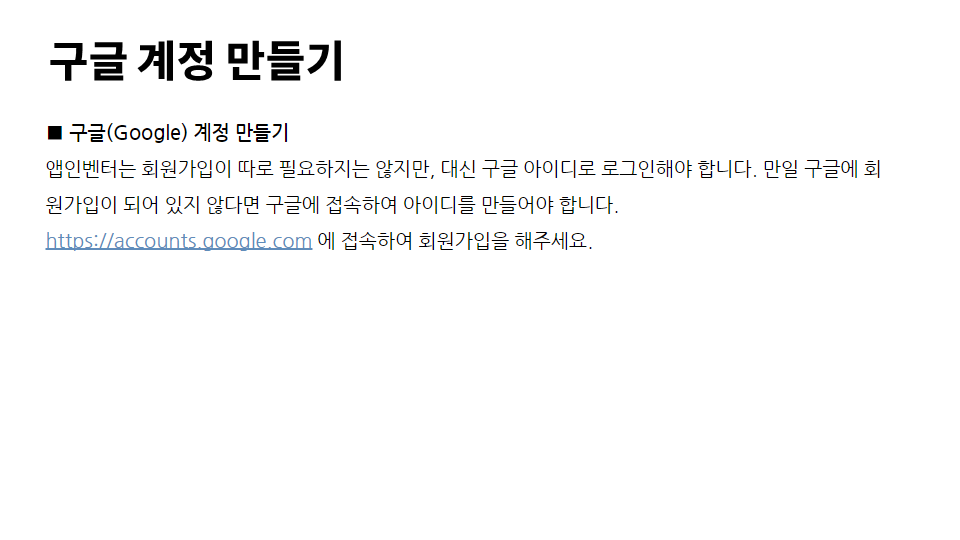 구글 계정 만들기
■ 구글(Google) 계정 만들기
앱인벤터는 회원가입이 따로 필요하지는 않지만, 대신 구글 아이디로 로그인해야 합니다. 만일 구글에 회
원가입이 되어 있지 않다면 구글에 접속하여 아이디를 만들어야 합니다.
https://accounts.google.com 에 접속하여 회원가입을 해주세요.